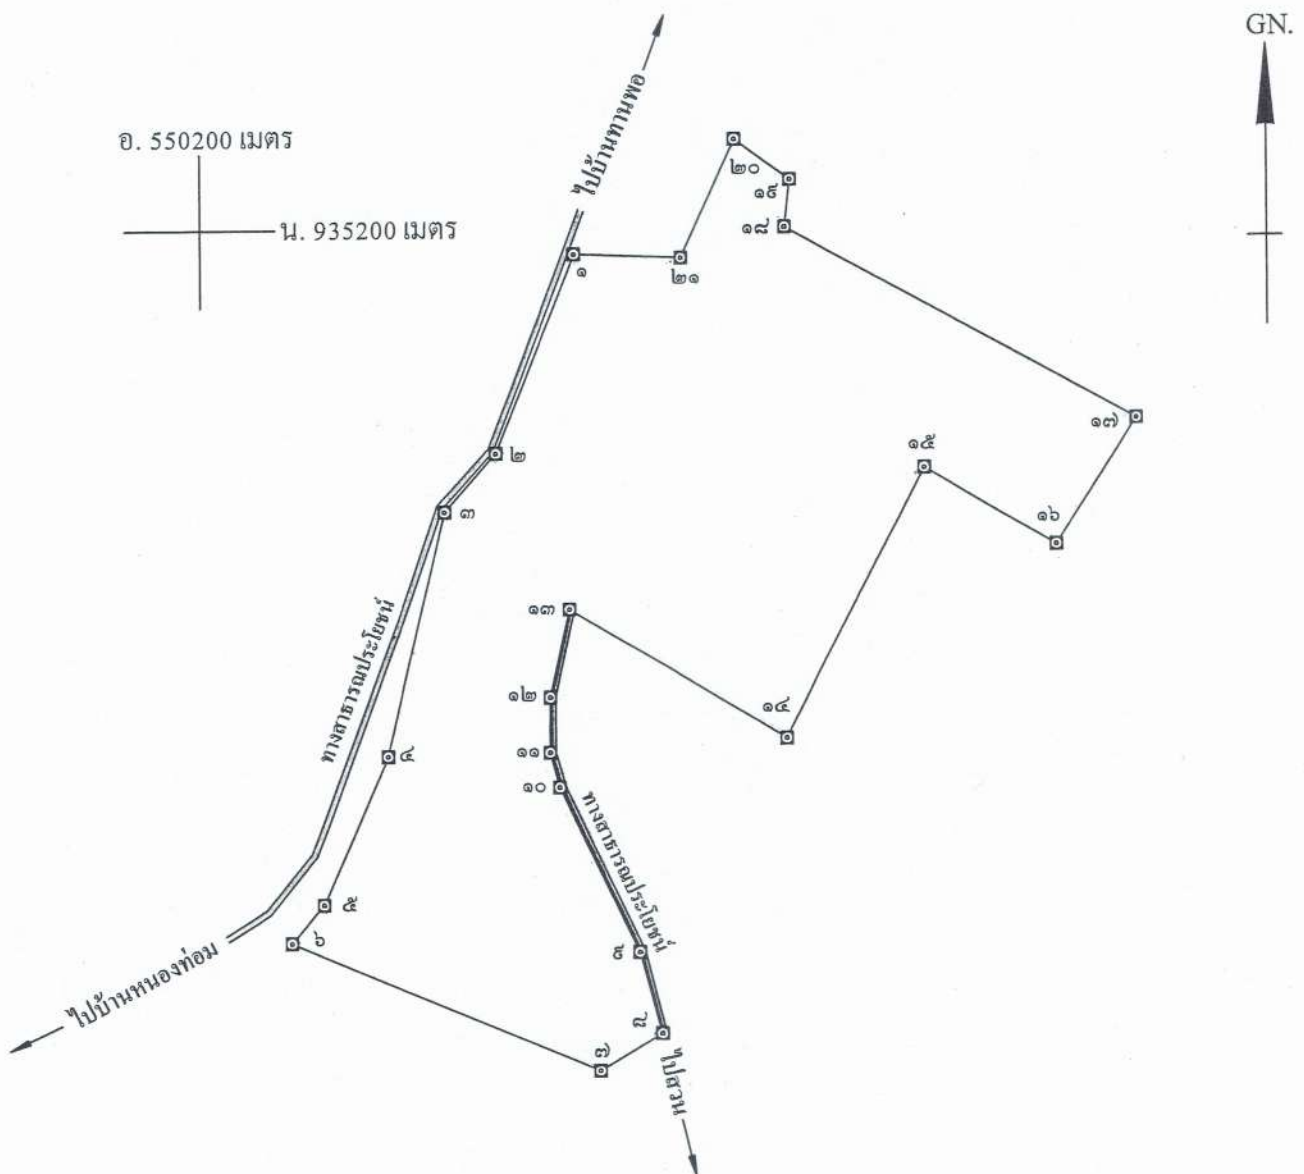 GN.
อ. 550200 เมตร
น. 935200 เมตร
ไปบ้านทานพอ
๒๐
๑๙
๑๘
๑
๒๑
๑๗
๒
๑๕
๓
๑๖
๑๓
ทางสาธารณประโยชน์
๑๒
๑๔
๑๑
๔
๑๐
ทางสาธารณประโยชน์
๕
๖
๙
ไปบ้านหนองท่อม
๘
๗
ไปสวน